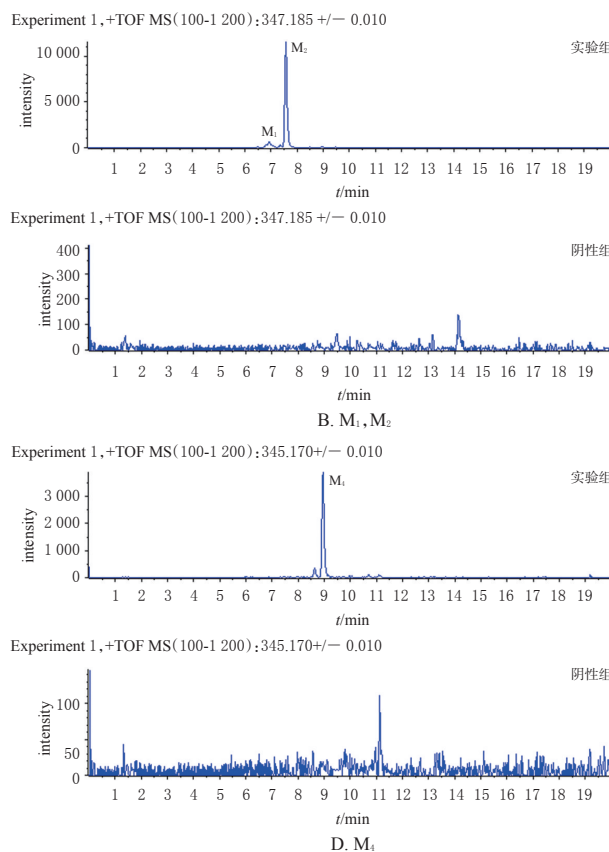 Experiment 1,+TOF MS(100-1 200):347.185 +/− 0.010
实验组
10 000
5 000
0
intensity
M₂
M₁
1 2 3 4 5 6 7 8 9 10 11 12 13 14 15 16 17 18 19
t/min
Experiment 1,+TOF MS(100-1 200):347.185 +/− 0.010
阴性组
400
300
200
100
0
intensity
1 2 3 4 5 6 7 8 9 10 11 12 13 14 15 16 17 18 19
t/min
B. M₁,M₂
Experiment 1,+TOF MS(100-1 200):345.170+/− 0.010
实验组
3 000
2 000
1 000
0
intensity
M₄
1 2 3 4 5 6 7 8 9 10 11 12 13 14 15 16 17 18 19
t/min
Experiment 1,+TOF MS(100-1 200):345.170+/− 0.010
阴性组
100
50
0
intensity
1 2 3 4 5 6 7 8 9 10 11 12 13 14 15 16 17 18 19
t/min
D. M₄